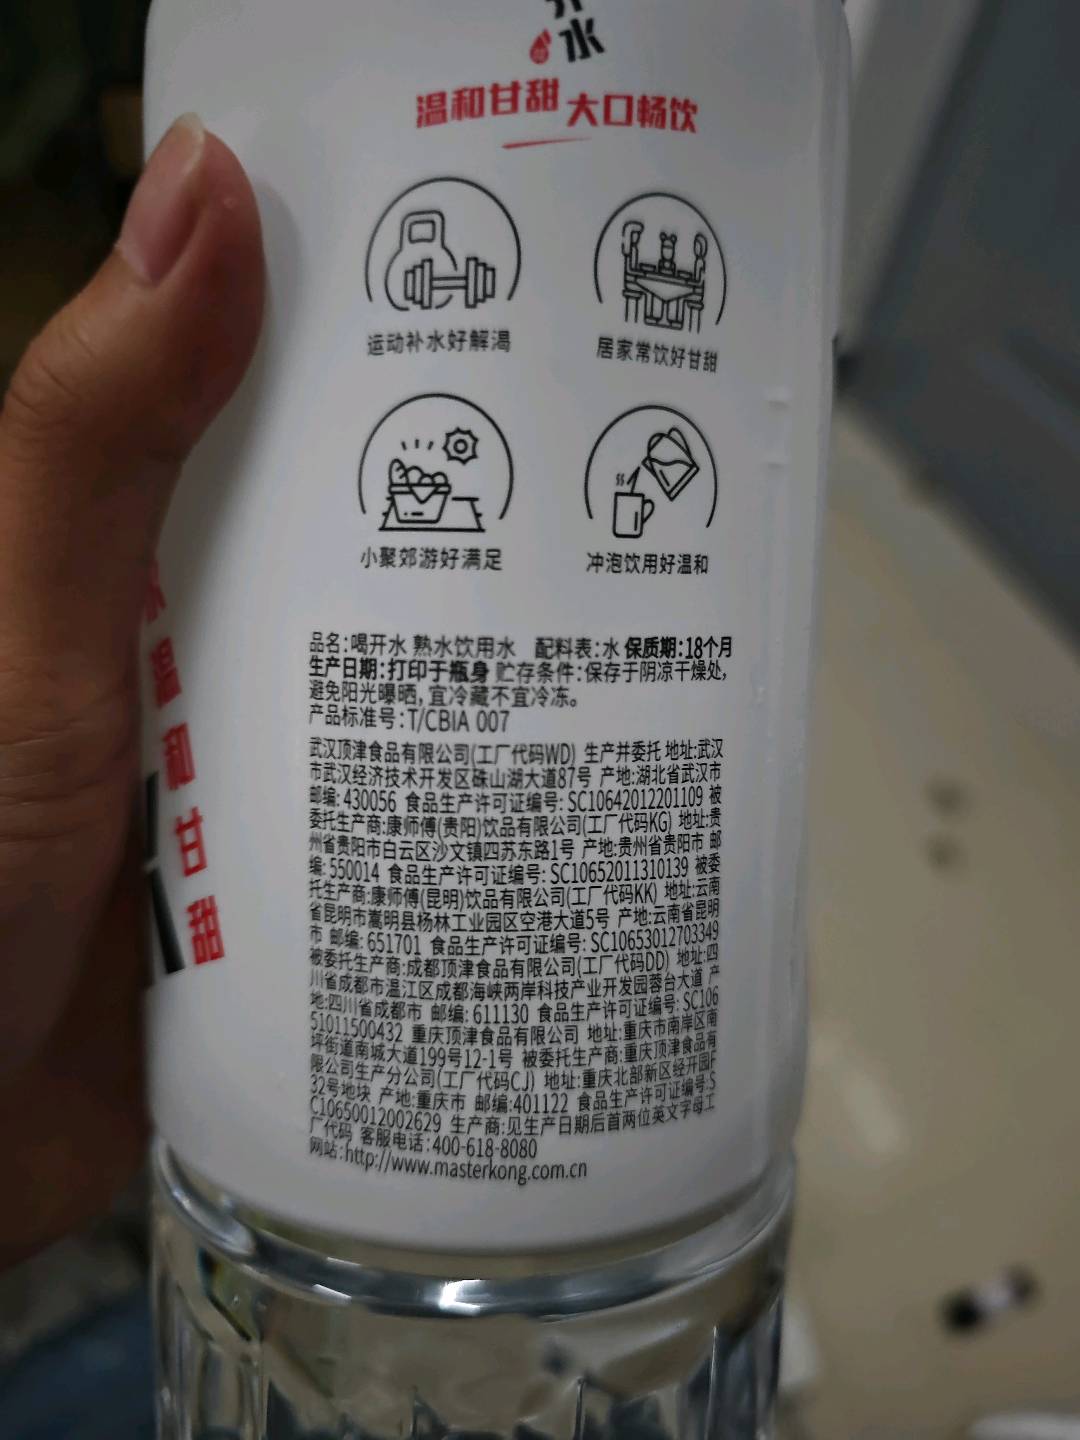 开
水
温和甘甜 大口畅饮
运动补水好解渴
居家常饮好甘甜
小聚郊游好满足
冲泡饮用好温和
温
和
甘
甜
品名:喝开水 熟水饮用水 配料表:水 保质期:18个月
生产日期:打印于瓶身 贮存条件:保存于阴凉干燥处,
避免阳光曝晒,宜冷藏不宜冷冻。
产品标准号:T/CBIA 007
武汉顶津食品有限公司(工厂代码WD) 生产并委托 地址:武汉
市武汉经济技术开发区硃山湖大道87号 产地:湖北省武汉市
邮编: 430056 食品生产许可证编号: SC10642012201109 被
委托生产商:康师傅(贵阳)饮品有限公司(工厂代码KG) 地址:贵
州省贵阳市白云区沙文镇四苏东路1号 产地:贵州省贵阳市 邮
编: 550014 食品生产许可证编号: SC10652011310139 被委
托生产商:康师傅(昆明)饮品有限公司(工厂代码KK) 地址:云南
省昆明市嵩明县杨林工业园区空港大道5号 产地:云南省昆明
市 邮编: 651701 食品生产许可证编号: SC10653012703349
被委托生产商:成都顶津食品有限公司(工厂代码DD) 地址:四
川省成都市温江区成都海峡两岸科技产业开发园蓉台大道 产
地:四川省成都市 邮编: 611130 食品生产许可证编号: SC106
51011500432 重庆顶津食品有限公司 地址:重庆市南岸区南
坪街道南城大道199号12-1号 被委托生产商:重庆顶津食品有
限公司生产分公司(工厂代码CJ) 地址:重庆北部新区经开园F
32号地块 产地:重庆市 邮编:401122 食品生产许可证编号:S
C10650012002629 生产商:见生产日期后首两位英文字母工
厂代码 客服电话:400-618-8080
网站:http://www.masterkong.com.cn